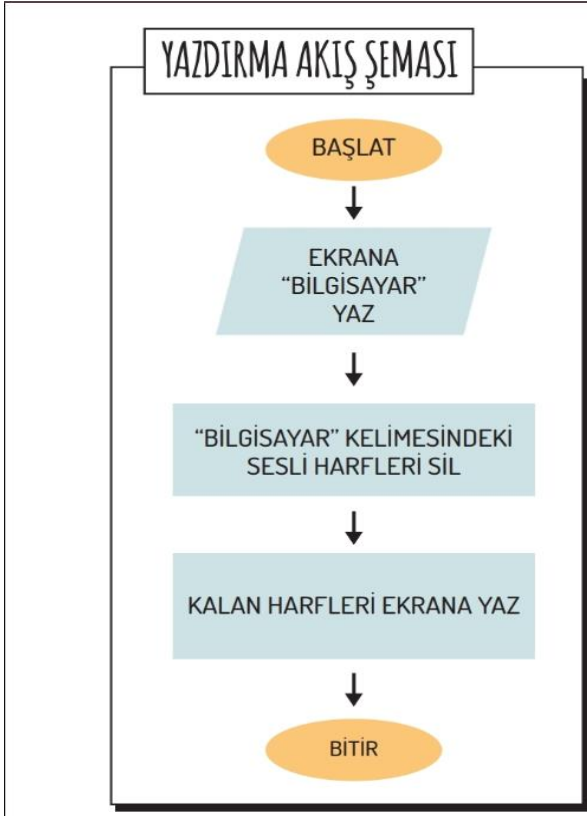 YAZDIRMA AKIŞ ŞEMASI
BAŞLAT
EKRANA
“BİLGİSAYAR”
YAZ
“BİLGİSAYAR” KELİMESİNDEKİ
SESLİ HARFLERİ SİL
KALAN HARFLERİ EKRANA YAZ
BİTİR